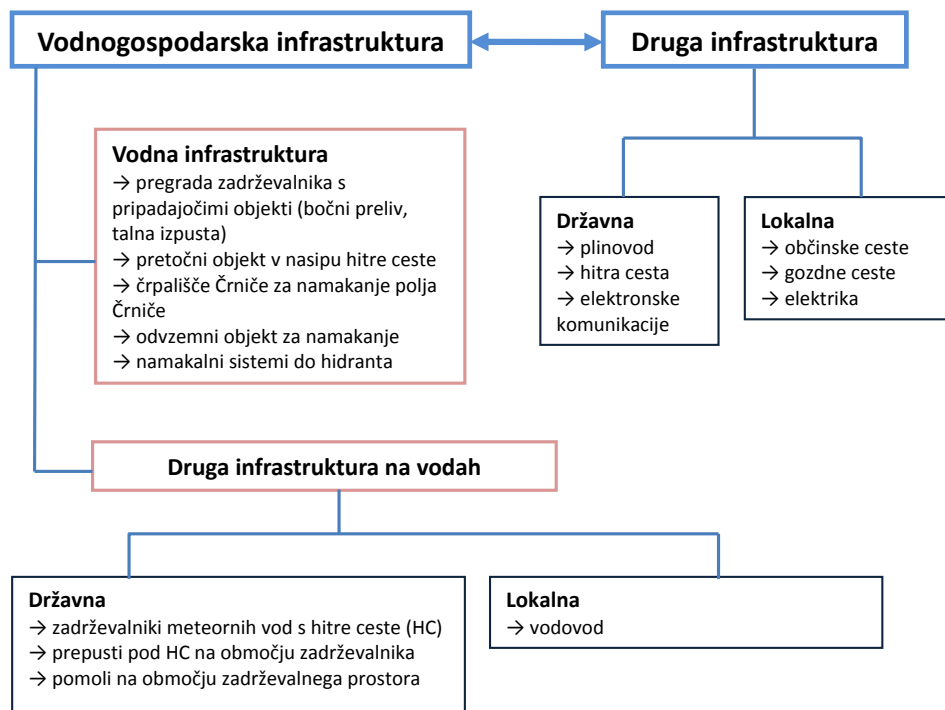 Vodnogospodarska infrastruktura
Druga infrastruktura
Vodna infrastruktura
→ pregrada zadrževalnika s
pripadajočimi objekti (bočni preliv,
talna izpusta)
→ pretočni objekt v nasipu hitre ceste
→ črpališče Črniče za namakanje polja
Črniče
→ odvzemni objekt za namakanje
→ namakalni sistemi do hidranta
Državna
→ plinovod
→ hitra cesta
→ elektronske
komunikacije
Lokalna
→ občinske ceste
→ gozdne ceste
→ elektrika
Druga infrastruktura na vodah
Državna
→ zadrževalniki meteornih vod s hitre ceste (HC)
→ prepusti pod HC na območju zadrževalnika
→ pomoli na območju zadrževalnega prostora
Lokalna
→ vodovod